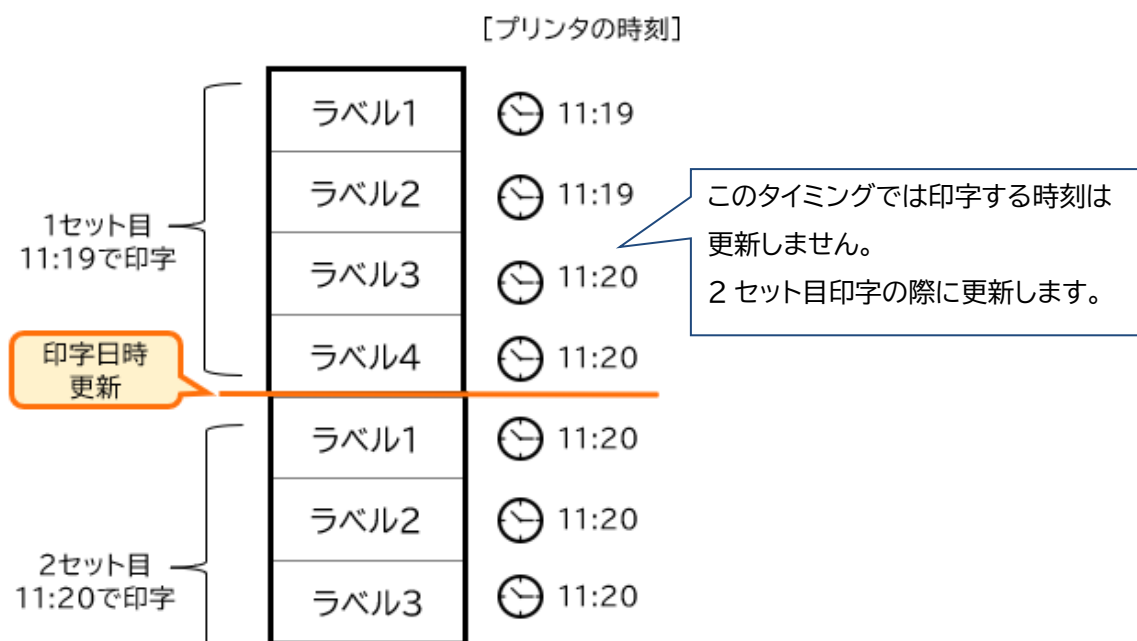 [プリンタの時刻]
ラベル1
11:19
ラベル2
11:19
このタイミングでは印字する時刻は
更新しません。
2 セット目印字の際に更新します。
1セット目
11:19で印字
ラベル3
11:20
印字日時
更新
ラベル4
11:20
ラベル1
11:20
ラベル2
11:20
2セット目
11:20で印字
ラベル3
11:20